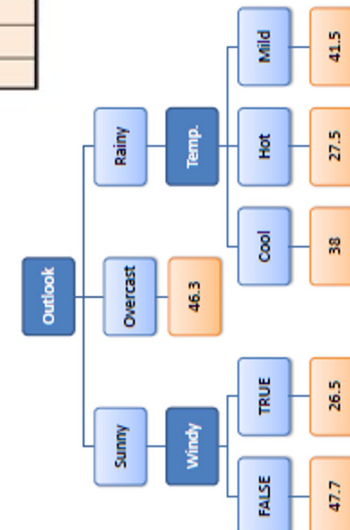 Outlook
Sunny
Overcast
Rainy
Windy
46.3
Temp.
FALSE
TRUE
Cool
Hot
Mild
47.7
26.5
38
27.5
41.5